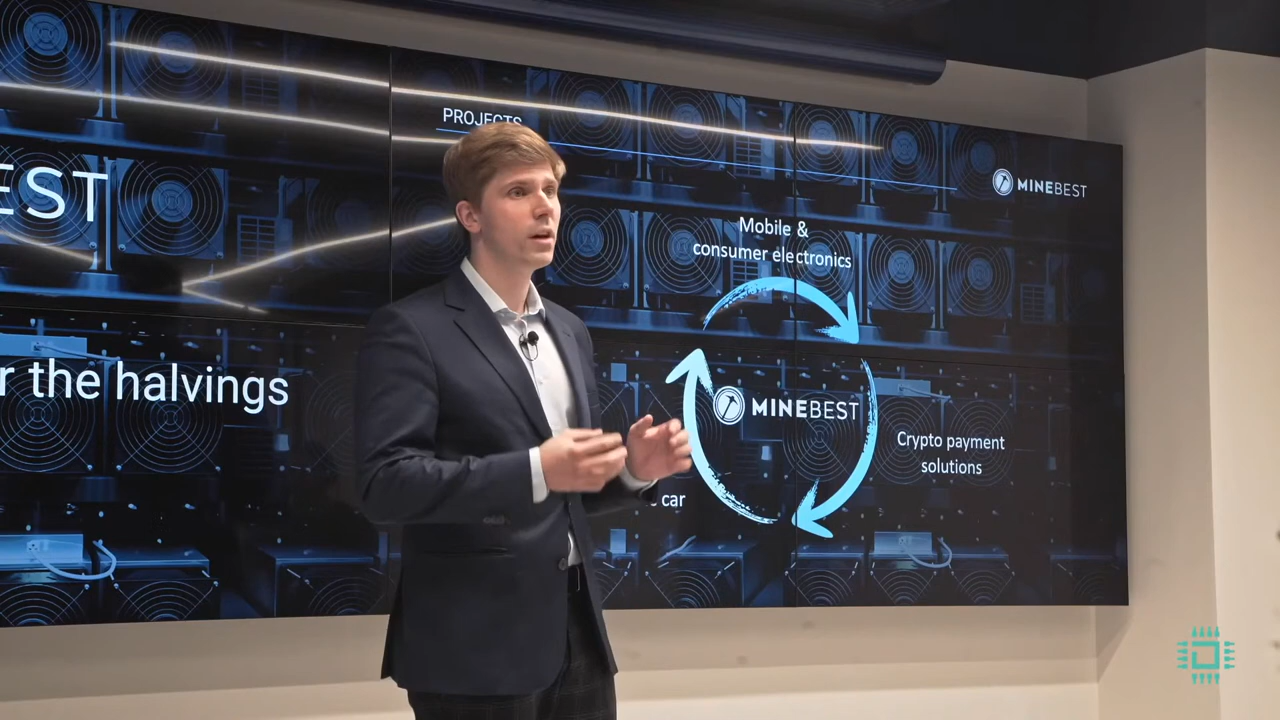 EST
r the halvings
PROJECTS
MINEBEST
Mobile &
consumer electronics
MINEBEST
Crypto payment
solutions
car